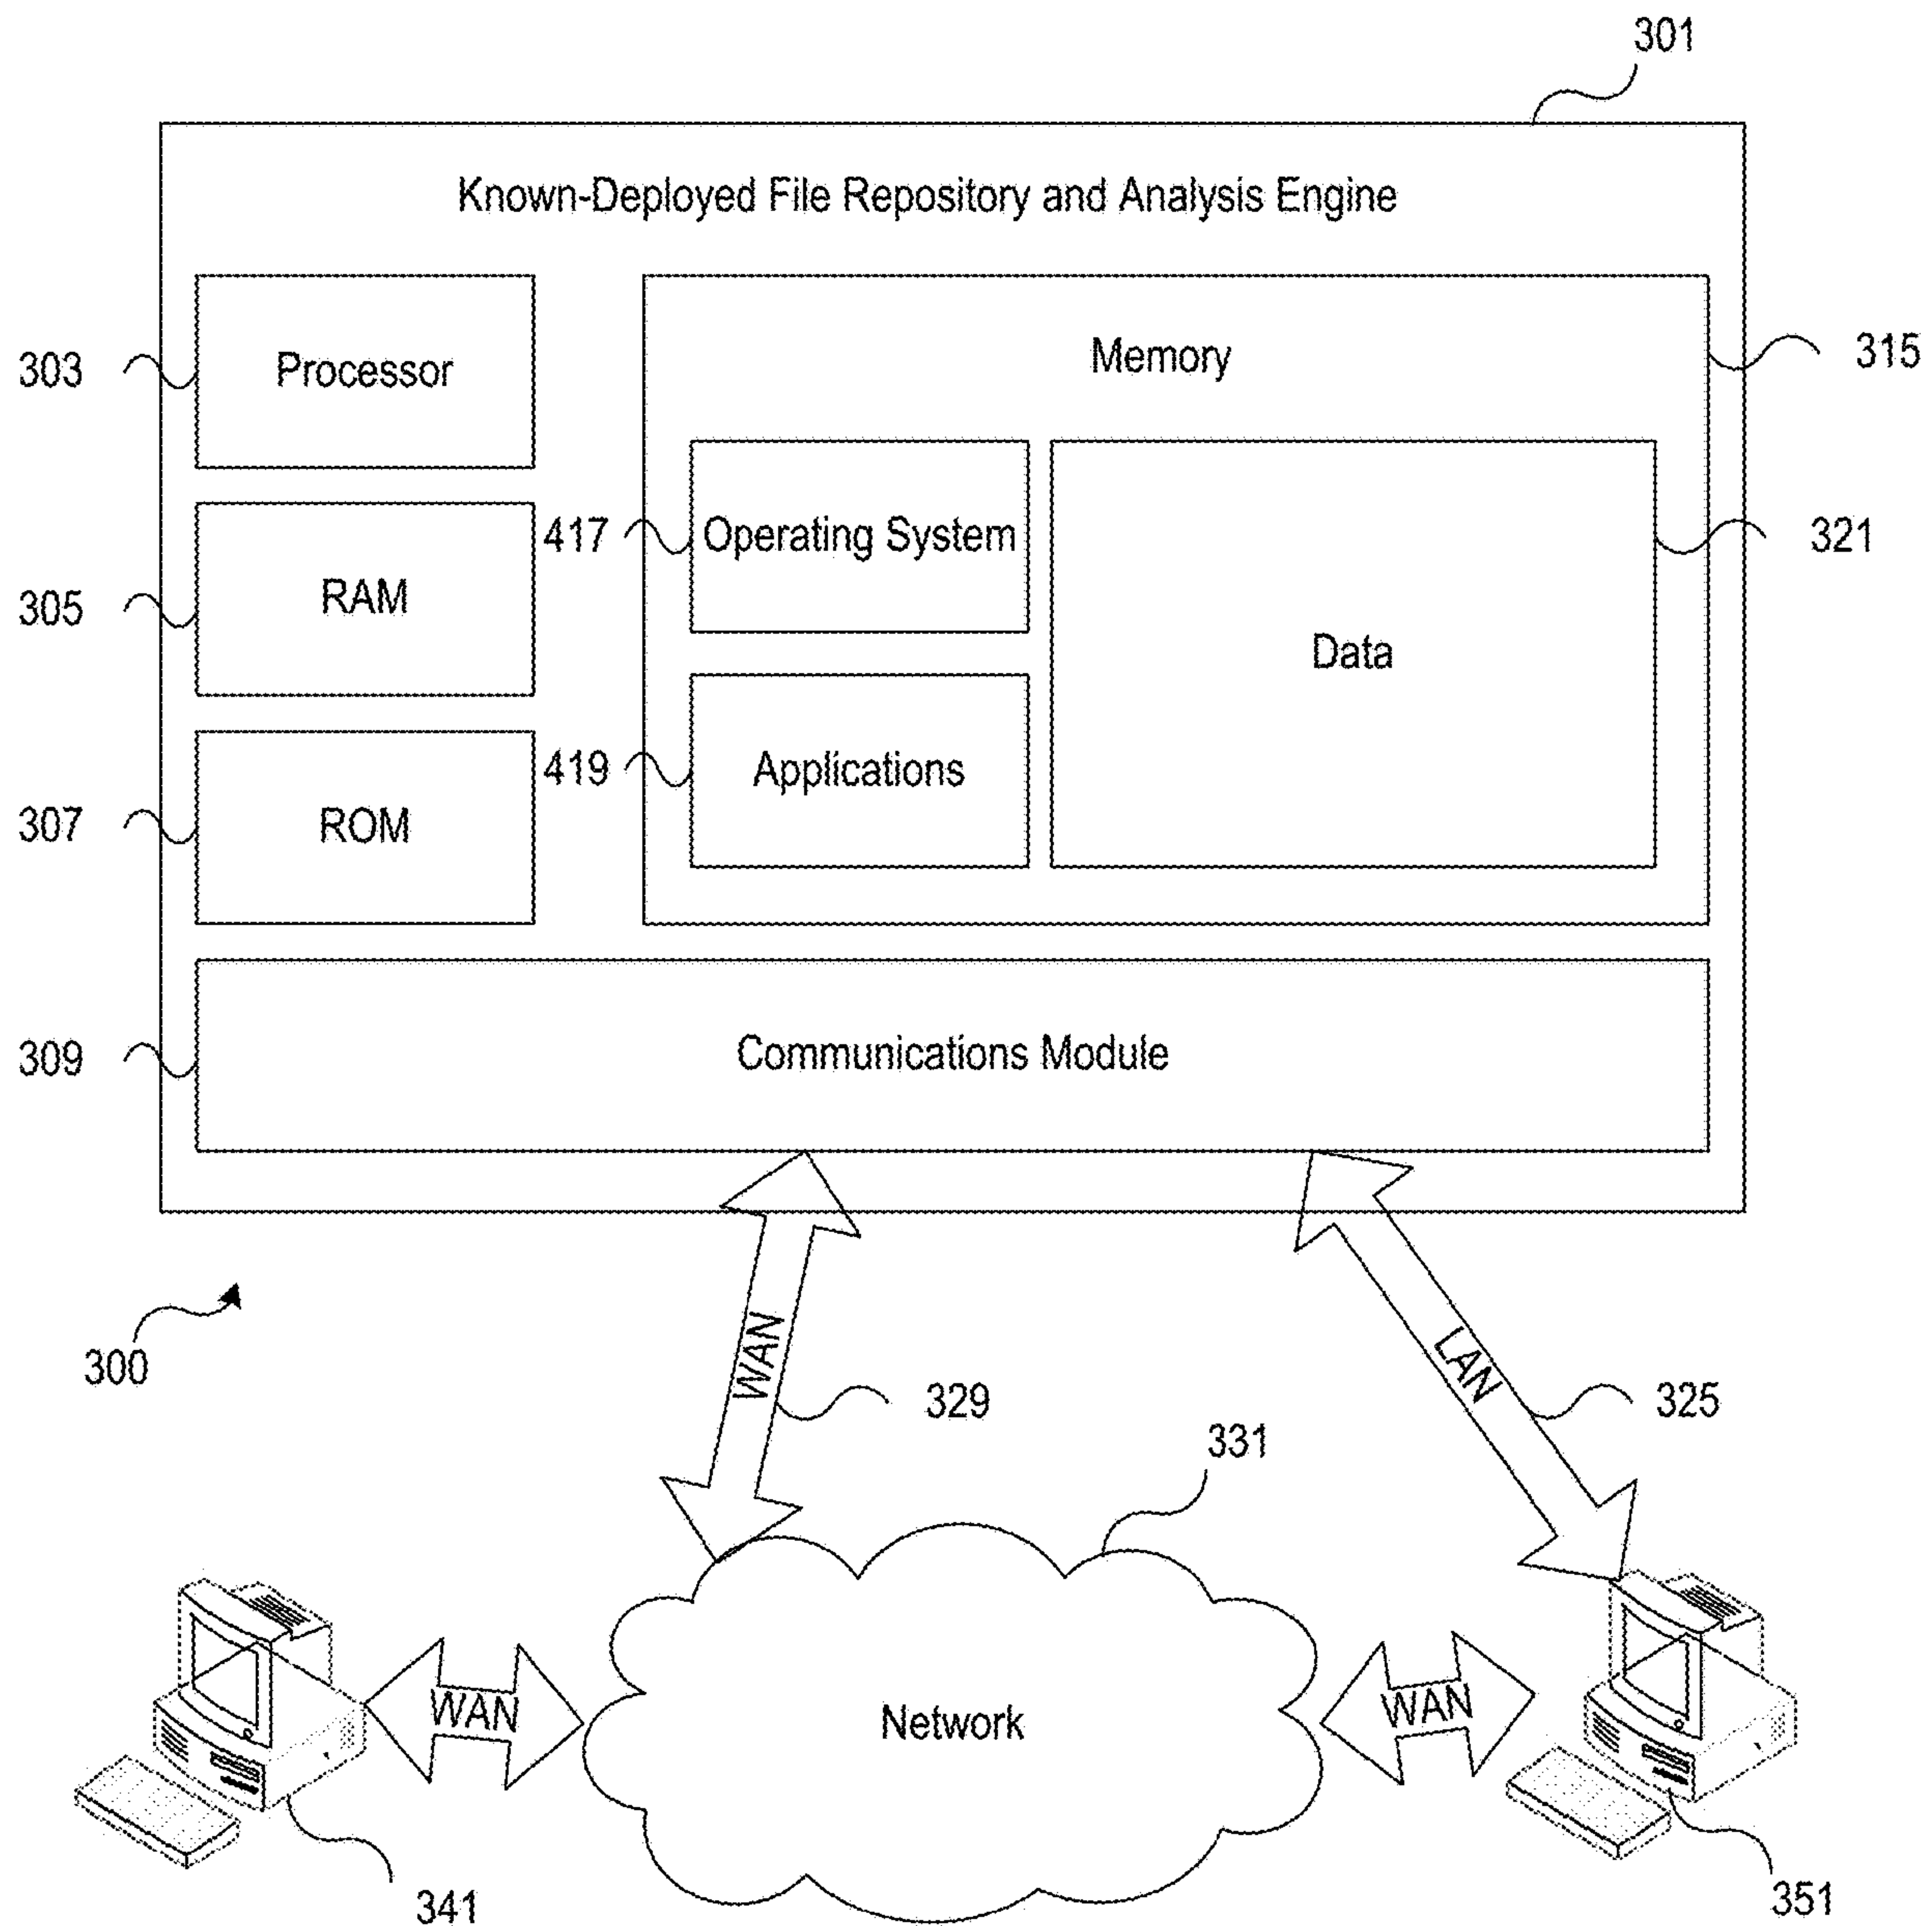 301
Known-Deployed File Repository and Analysis Engine
303
Processor
Memory
315
417
Operating System
321
305
RAM
Data
419
Applications
307
ROM
309
Communications Module
300
WAN
329
LAN
325
331
WAN
Network
WAN
341
351